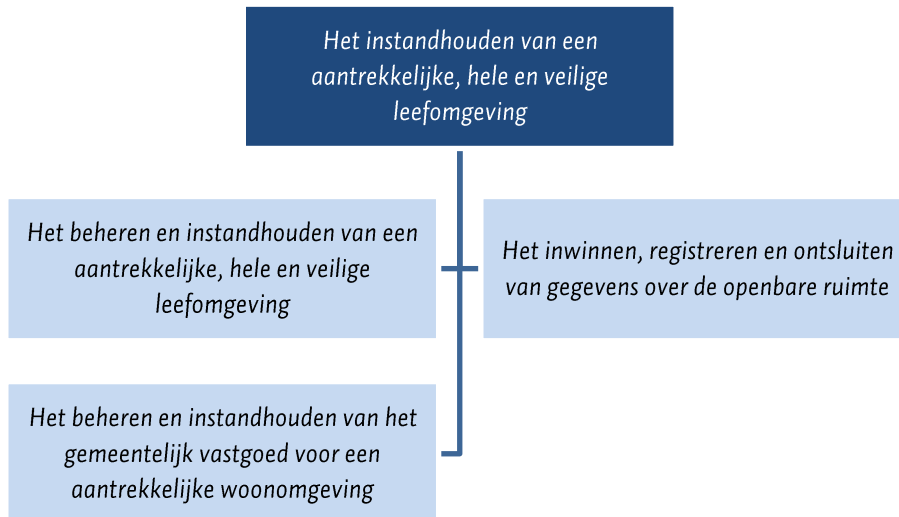 Het instandhouden van een
aantrekkelijke, hele en veilige
leefomgeving
Het beheren en instandhouden van een
aantrekkelijke, hele en veilige
leefomgeving
Het inwinnen, registreren en ontsluiten
van gegevens over de openbare ruimte
Het beheren en instandhouden van het
gemeentelijk vastgoed voor een
aantrekkelijke woonomgeving